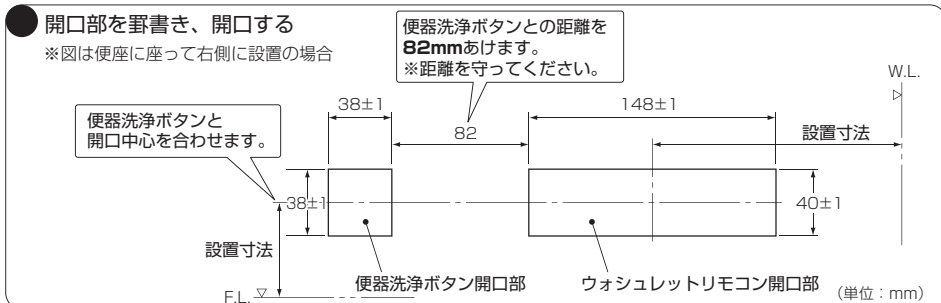 開口部を罫書き、開口する
※図は便座に座って右側に設置の場合
便器洗浄ボタンとの距離を
82mmあけます。
※距離を守ってください。
W.L.
便器洗浄ボタンと
開口中心を合わせます。
38±1
82
148±1
設置寸法
38±1
40±1
設置寸法
便器洗浄ボタン開口部
ウォシュレットリモコン開口部
F.L.
(単位：mm)